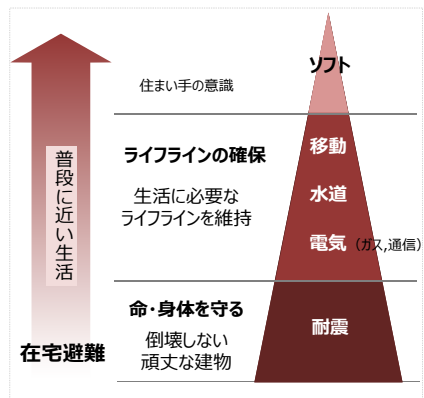 ソフト
住まい手の意識
ライフラインの確保
生活に必要な
ライフラインを維持
移動
水道
電気（ガス,通信）
普段に近い生活
命・身体を守る
倒壊しない
頑丈な建物
耐震
在宅避難